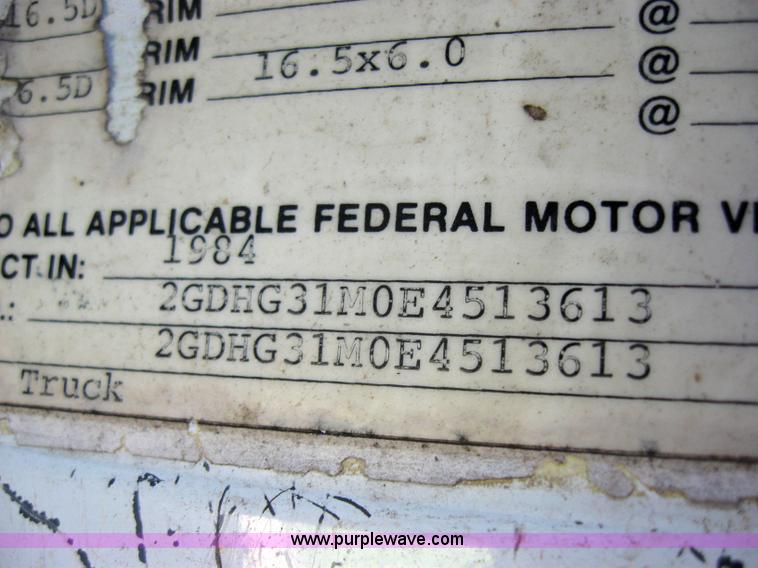 16.5D RIM @
RIM 16.5x6.0 @
6.5D RIM @
O ALL APPLICABLE FEDERAL MOTOR
CT IN: 1984
.: 2GDHG31M0E4513613
2GDHG31M0E4513613
Truck
www.purplewave.com